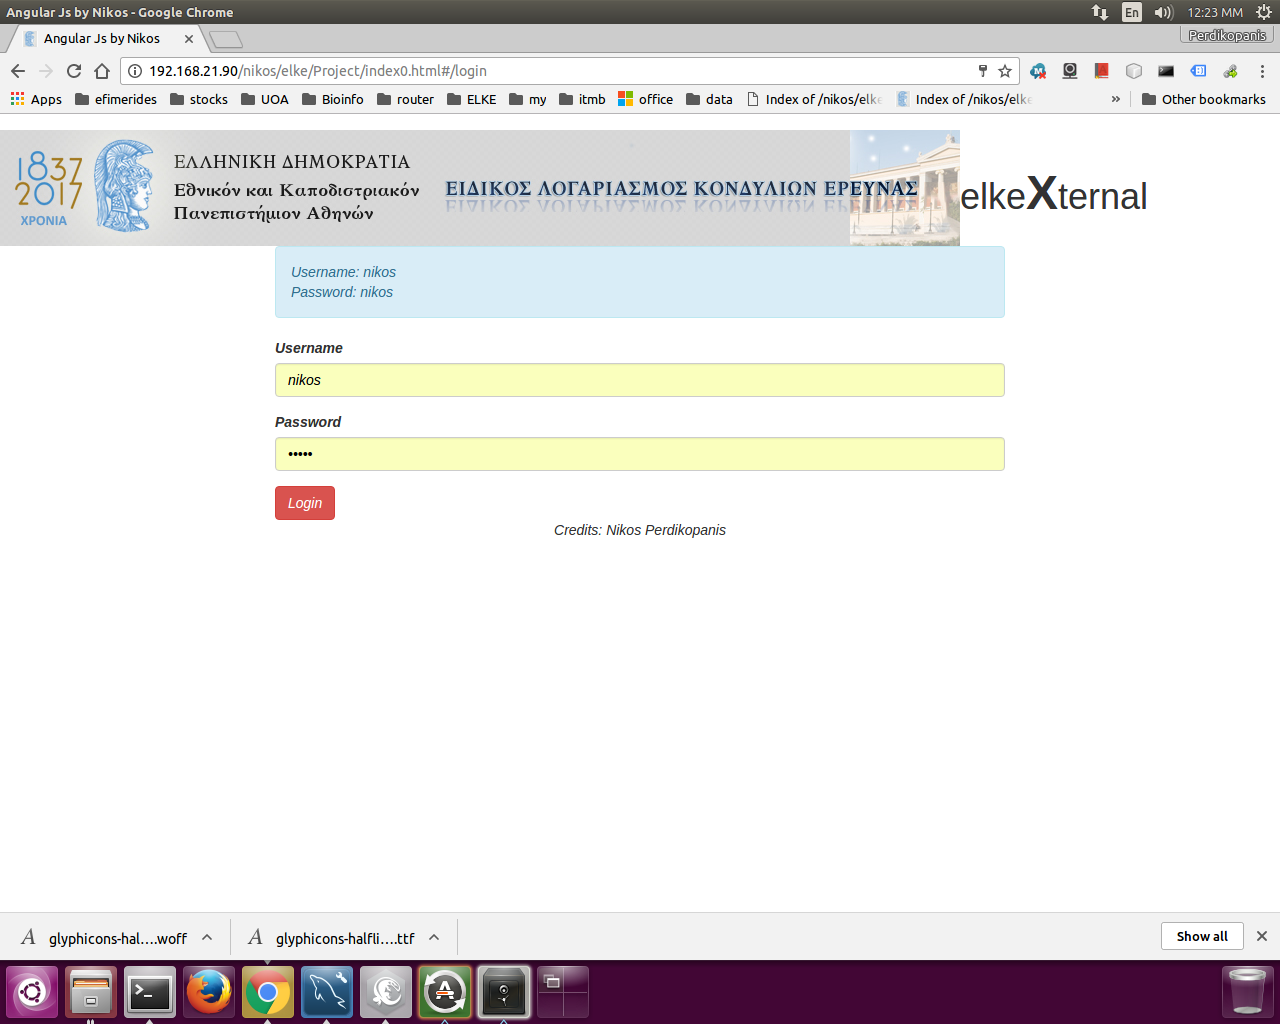 Angular Js by Nikos - Google Chrome
En
12:23 ΜΜ
Angular Js by Nikos
Perdikopanis
192.168.21.90/nikos/elke/Project/index0.html#/login
Apps
efimerides
stocks
UOA
Bioinfo
router
ELKE
my
itmb
office
data
Index of /nikos/elke
Index of /nikos/elke
»
Other bookmarks
1837
2017
ΧΡΟΝΙΑ
ΕΛΛΗΝΙΚΗ ΔΗΜΟΚΡΑΤΙΑ
Εθνικόν και Καποδιστριακόν
Πανεπιστήμιον Αθηνών
ΕΙΔΙΚΟΣ ΛΟΓΑΡΙΑΣΜΟΣ ΚΟΝΔΥΛΙΩΝ ΕΡΕΥΝΑΣ
elkeXternal
Username: nikos
Password: nikos
Username
nikos
Password
•••••
Login
Credits: Nikos Perdikopanis
glyphicons-hal….woff
glyphicons-halfli….ttf
Show all